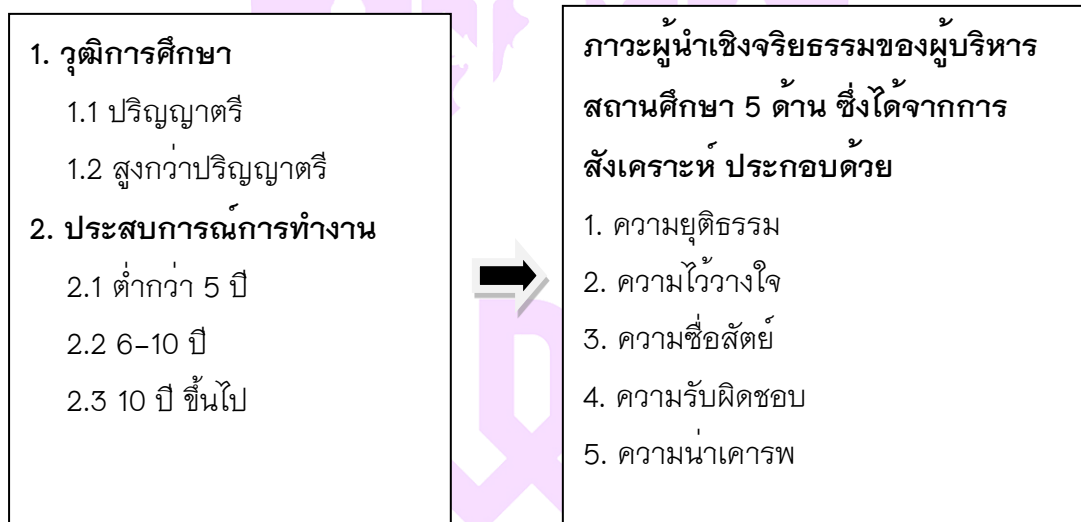 1. วุฒิการศึกษา
1.1 ปริญญาตรี
1.2 สูงกว่าปริญญาตรี
2. ประสบการณ์การทำงาน
2.1 ต่ำกว่า 5 ปี
2.2 6–10 ปี
2.3 10 ปี ขึ้นไป
ภาวะผู้นำเชิงจริยธรรมของผู้บริหาร
สถานศึกษา 5 ด้าน ซึ่งได้จากการ
สังเคราะห์ ประกอบด้วย
1. ความยุติธรรม
2. ความไว้วางใจ
3. ความซื่อสัตย์
4. ความรับผิดชอบ
5. ความน่าเคารพ